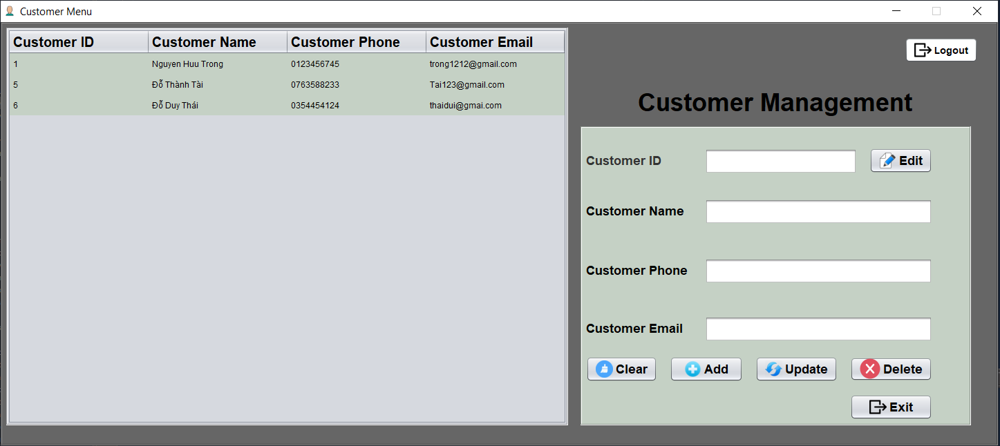 Customer Menu
Customer ID Customer Name Customer Phone Customer Email
1 Nguyen Huu Trong 0123456745 trong1212@gmail.com
5 Đỗ Thành Tài 0763588233 Tai123@gmail.com
6 Đỗ Duy Thái 0354454124 thaidui@gmai.com
Logout
Customer Management
Customer ID Edit
Customer Name
Customer Phone
Customer Email
Clear Add Update Delete
Exit